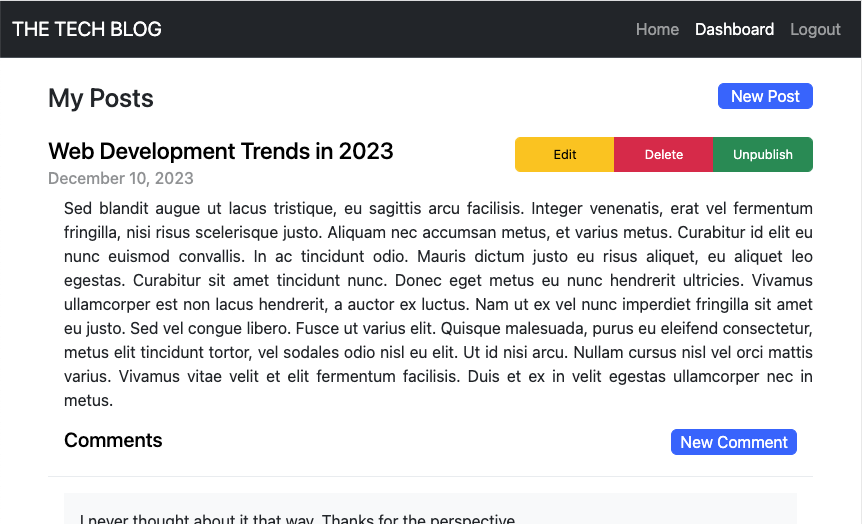 THE TECH BLOG Home Dashboard Logout
My Posts New Post
Web Development Trends in 2023 Edit Delete Unpublish
December 10, 2023
Sed blandit augue ut lacus tristique, eu sagittis arcu facilisis. Integer venenatis, erat vel fermentum
fringilla, nisi risus scelerisque justo. Aliquam nec accumsan metus, et varius metus. Curabitur id elit eu
nunc euismod convallis. In ac tincidunt odio. Mauris dictum justo eu risus aliquet, eu aliquet leo
egestas. Curabitur sit amet tincidunt nunc. Donec eget metus eu nunc hendrerit ultricies. Vivamus
ullamcorper est non lacus hendrerit, a auctor ex luctus. Nam ut ex vel nunc imperdiet fringilla sit amet
eu justo. Sed vel congue libero. Fusce ut varius elit. Quisque malesuada, purus eu eleifend consectetur,
metus elit tincidunt tortor, vel sodales odio nisl eu elit. Ut id nisi arcu. Nullam cursus nisl vel orci mattis
varius. Vivamus vitae velit et elit fermentum facilisis. Duis et ex in velit egestas ullamcorper nec in
metus.
Comments New Comment
I never thought about it that way. Thanks for the perspective.